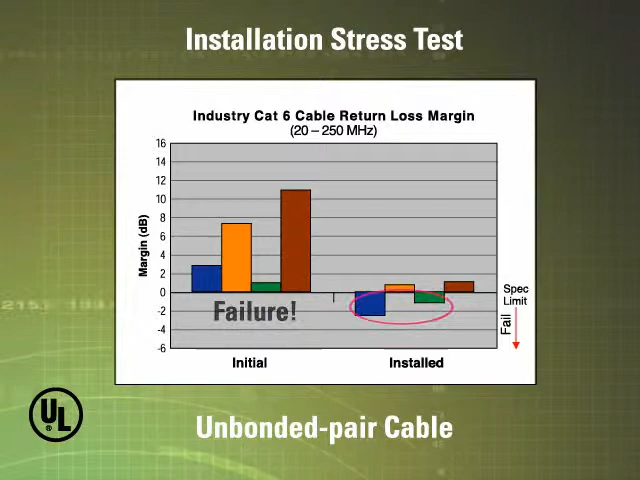 Installation Stress Test
Industry Cat 6 Cable Return Loss Margin
(20 – 250 MHz)
Margin (dB)
16
14
12
10
8
6
4
2
0
-2
-4
-6
Failure!
Spec
Limit
Fail
Initial
Installed
UL
®
Unbonded-pair Cable